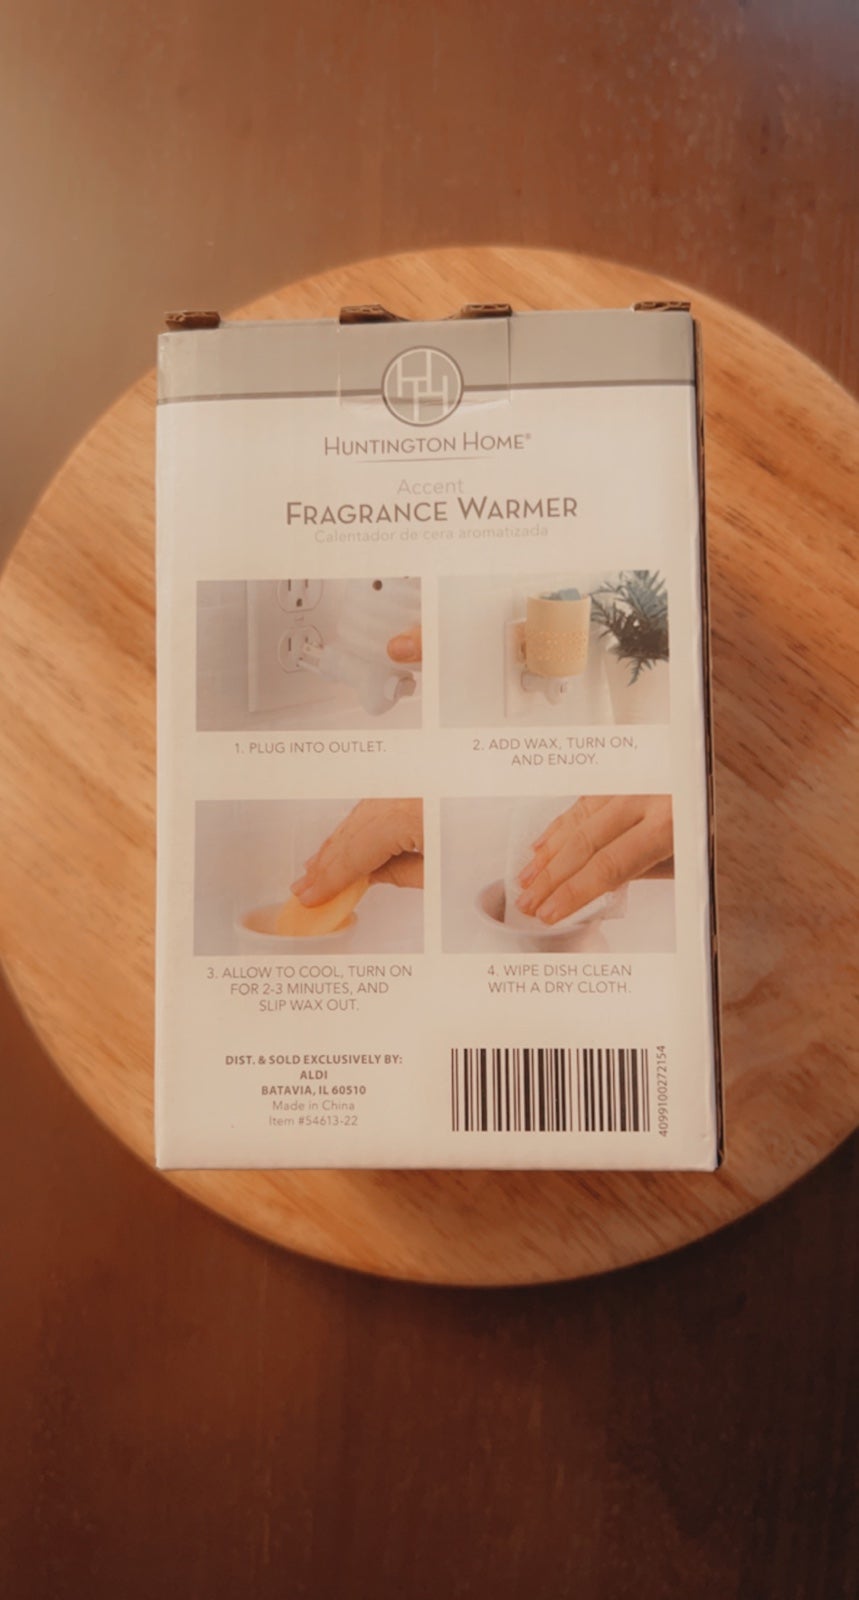 HTH
HUNTINGTON HOME®
Accent
FRAGRANCE WARMER
Calentador de cera aromatizada
1. PLUG INTO OUTLET.
2. ADD WAX, TURN ON,
AND ENJOY.
3. ALLOW TO COOL, TURN ON
FOR 2-3 MINUTES, AND
SLIP WAX OUT.
4. WIPE DISH CLEAN
WITH A DRY CLOTH.
DIST. & SOLD EXCLUSIVELY BY:
ALDI
BATAVIA, IL 60510
Made in China
Item #54613-22
4099100272154